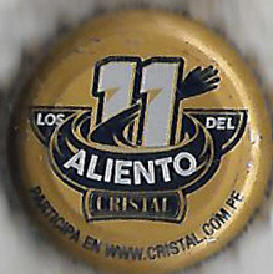 LOS 11 DEL
ALIENTO
CRISTAL
PARTICIPA EN WWW.CRISTAL.COM.PE